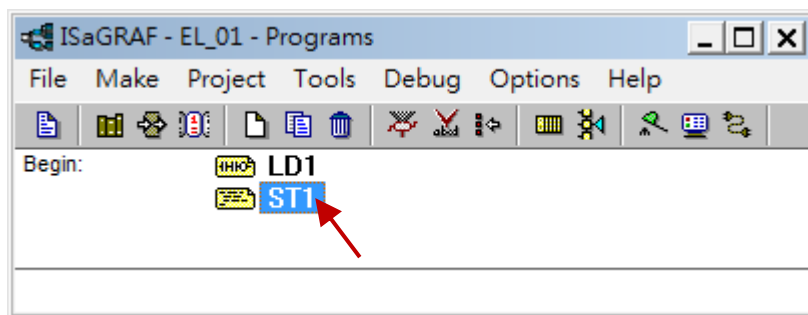 ISaGRAF - EL_01 - Programs
File Make Project Tools Debug Options Help
Begin: LD1
ST1